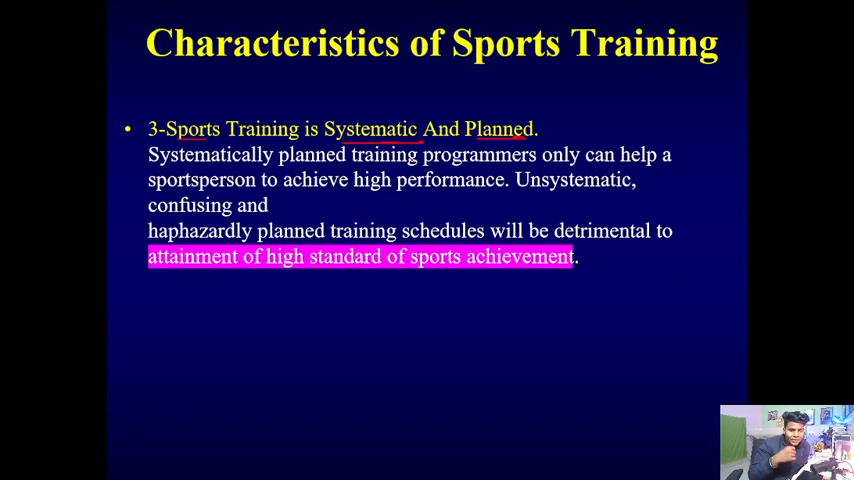 Characteristics of Sports Training
• 3-Sports Training is Systematic And Planned.
Systematically planned training programmers only can help a
sportsperson to achieve high performance. Unsystematic,
confusing and
haphazardly planned training schedules will be detrimental to
attainment of high standard of sports achievement.